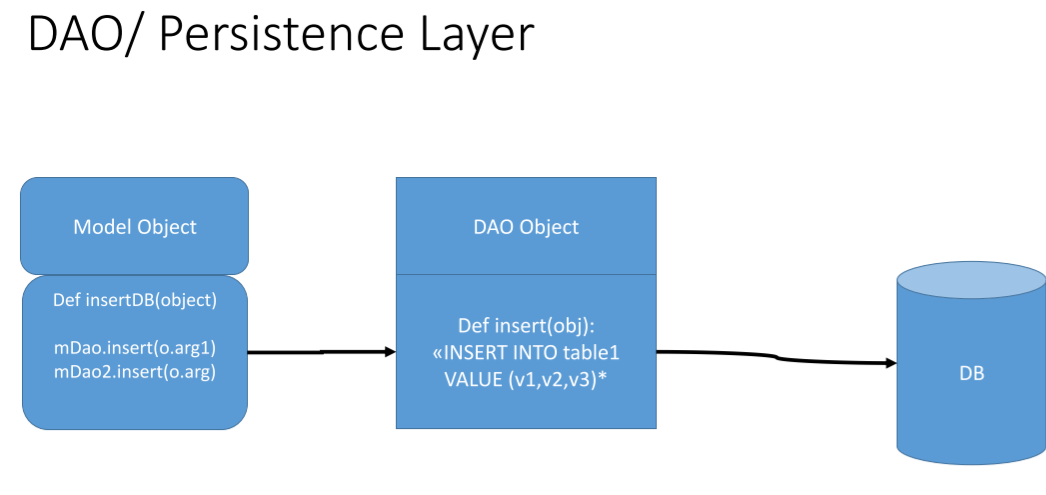 DAO/ Persistence Layer
Model Object
Def insertDB(object)
mDao.insert(o.arg1)
mDao2.insert(o.arg)
DAO Object
Def insert(obj):
«INSERT INTO table1
VALUE (v1,v2,v3)*
DB